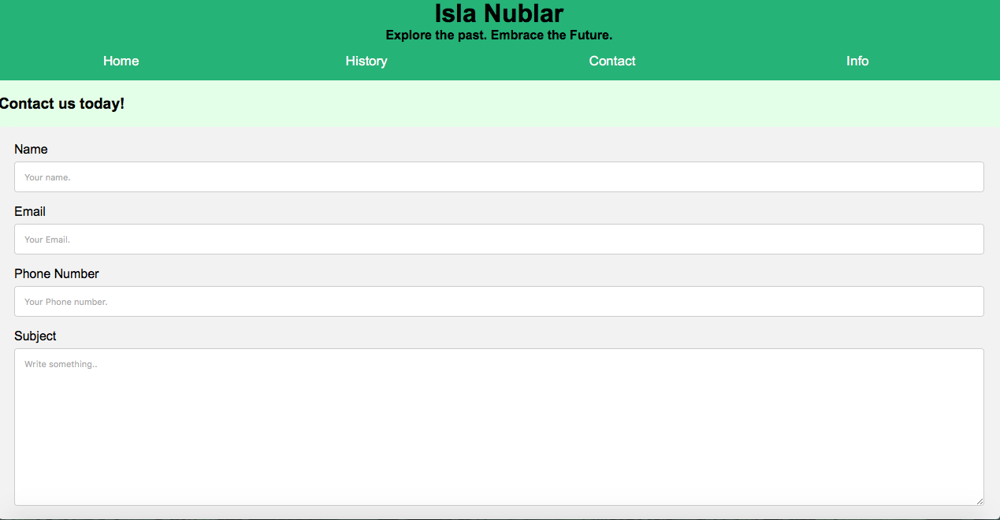 Isla Nublar
Explore the past. Embrace the Future.
Home History Contact Info
Contact us today!
Name
Your name.
Email
Your Email.
Phone Number
Your Phone number.
Subject
Write something..